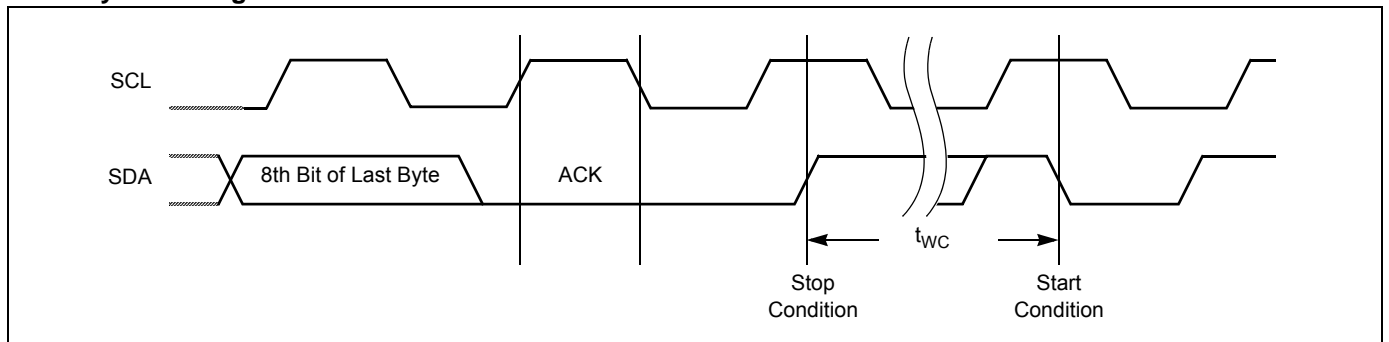 SCL
SDA
8th Bit of Last Byte
ACK
tWC
Stop
Condition
Start
Condition